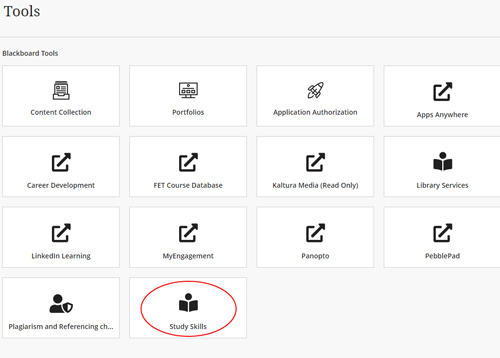 Tools
Blackboard Tools
Content Collection
Portfolios
Application Authorization
Apps Anywhere
Career Development
FET Course Database
Kaltura Media (Read Only)
Library Services
LinkedIn Learning
MyEngagement
Panopto
PebblePad
Plagiarism and Referencing ch...
Study Skills